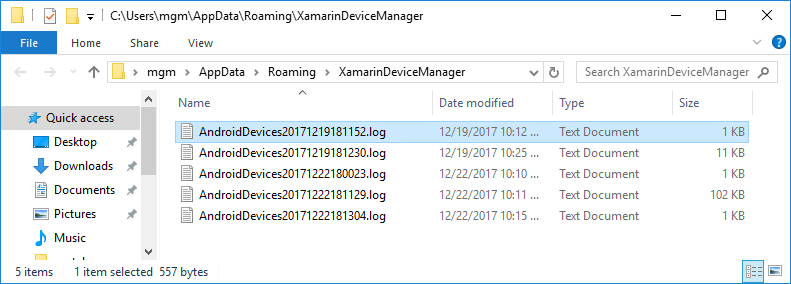 C:\Users\mgm\AppData\Roaming\XamarinDeviceManager
File Home Share View
mgm AppData Roaming XamarinDeviceManager Search XamarinDeviceManager
Name Date modified Type Size
Quick access
Desktop
Downloads
Documents
Pictures
Music
AndroidDevices20171219181152.log 12/19/2017 10:12 ... Text Document 1 KB
AndroidDevices20171219181230.log 12/19/2017 10:25 ... Text Document 11 KB
AndroidDevices20171222180023.log 12/22/2017 10:10 ... Text Document 1 KB
AndroidDevices20171222181129.log 12/22/2017 10:11 ... Text Document 102 KB
AndroidDevices20171222181304.log 12/22/2017 10:15 ... Text Document 1 KB
5 items 1 item selected 557 bytes